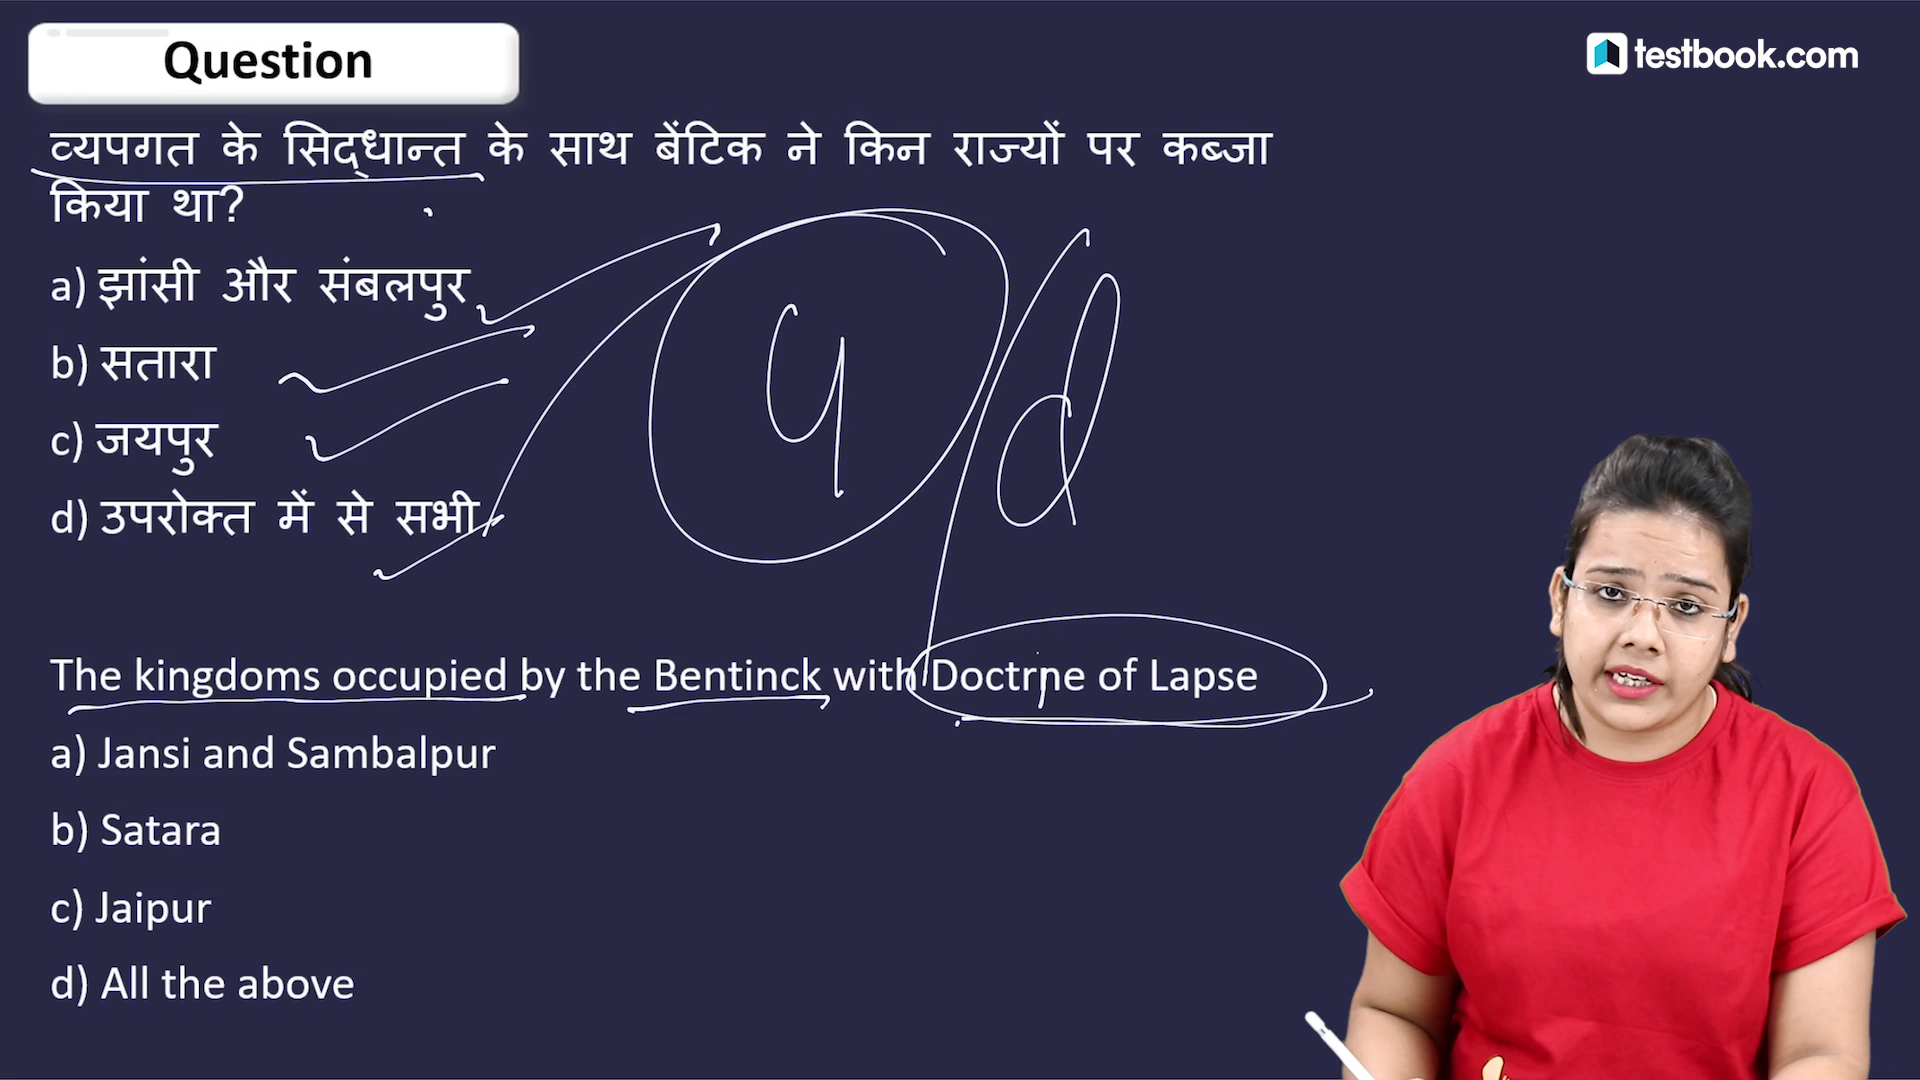 Question
testbook.com
व्यपगत के सिद्धान्त के साथ बेंटिक ने किन राज्यों पर कब्जा
किया था?
a) झांसी और संबलपुर
b) सतारा
c) जयपुर
d) उपरोक्त में से सभी
d
The kingdoms occupied by the Bentinck with Doctrine of Lapse
a) Jansi and Sambalpur
b) Satara
c) Jaipur
d) All the above